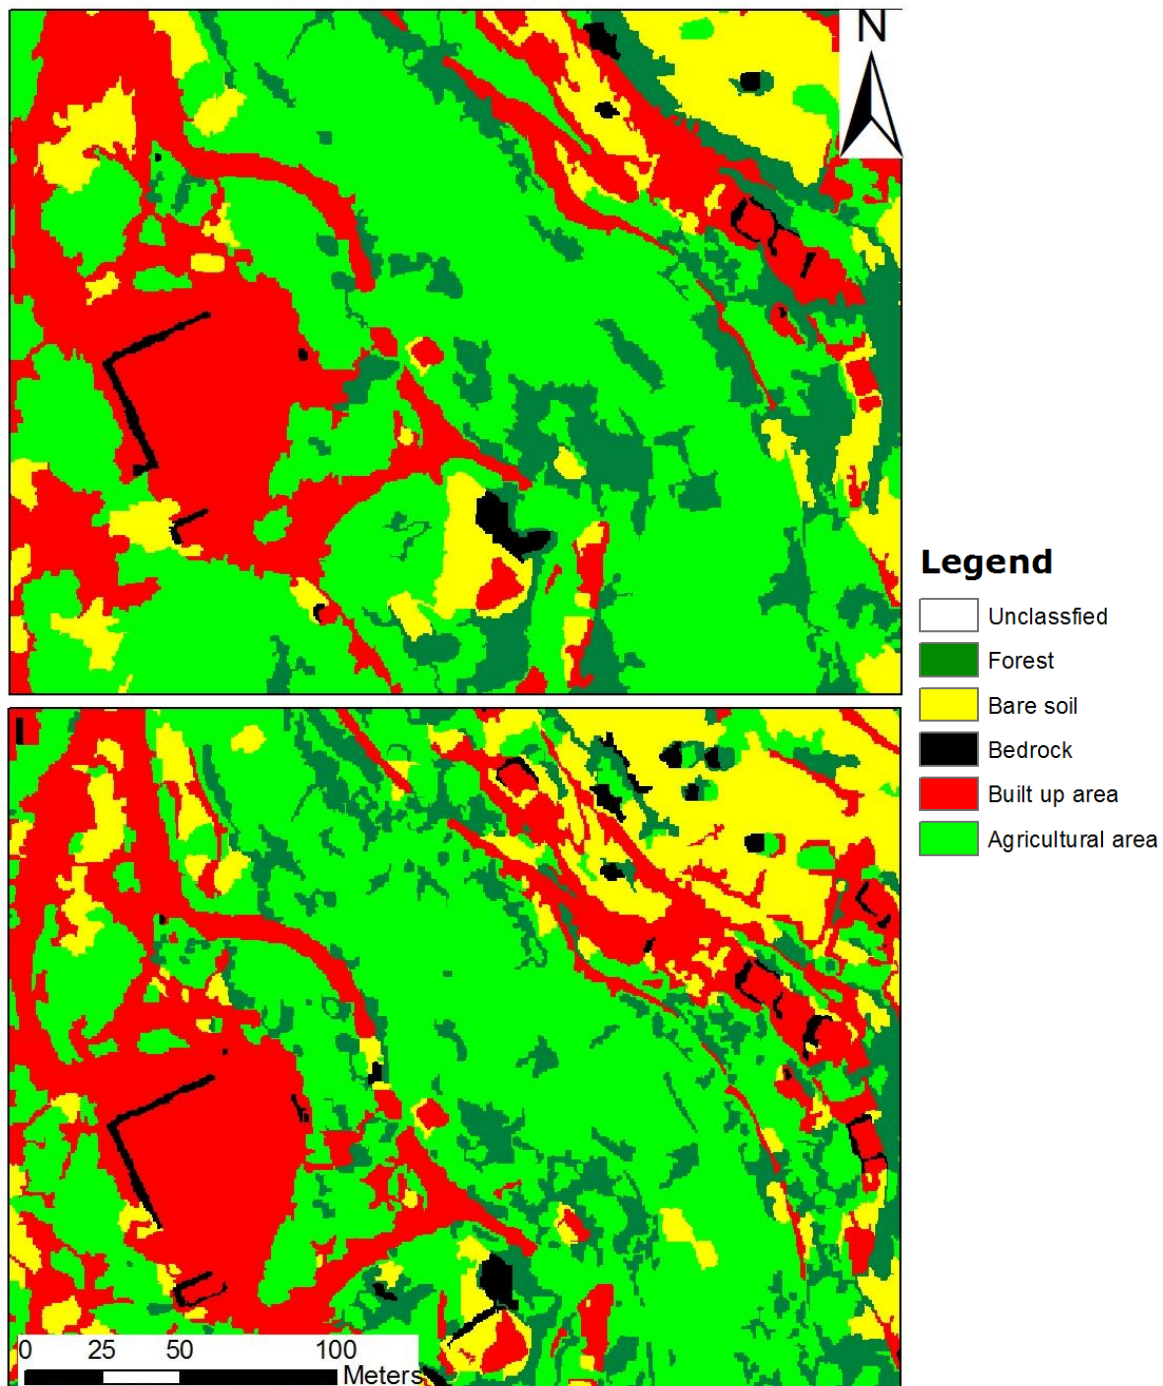 N
Legend
Unclassfied
Forest
Bare soil
Bedrock
Built up area
Agricultural area
0 25 50 100
Meters